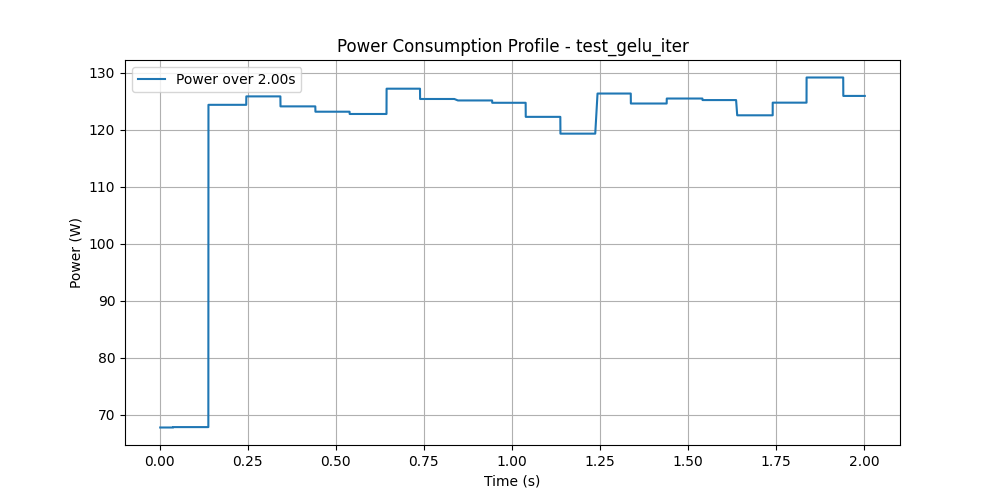 Power Consumption Profile - test_gelu_iter
Power over 2.00s
130
120
110
100
90
80
70
Power (W)
0.00 0.25 0.50 0.75 1.00 1.25 1.50 1.75 2.00
Time (s)